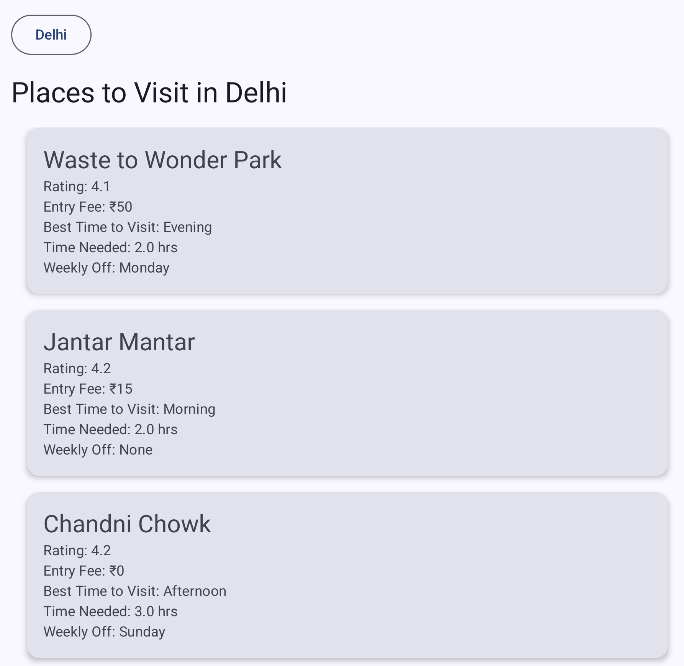 Delhi
Places to Visit in Delhi
Waste to Wonder Park
Rating: 4.1
Entry Fee: ₹50
Best Time to Visit: Evening
Time Needed: 2.0 hrs
Weekly Off: Monday
Jantar Mantar
Rating: 4.2
Entry Fee: ₹15
Best Time to Visit: Morning
Time Needed: 2.0 hrs
Weekly Off: None
Chandni Chowk
Rating: 4.2
Entry Fee: ₹0
Best Time to Visit: Afternoon
Time Needed: 3.0 hrs
Weekly Off: Sunday